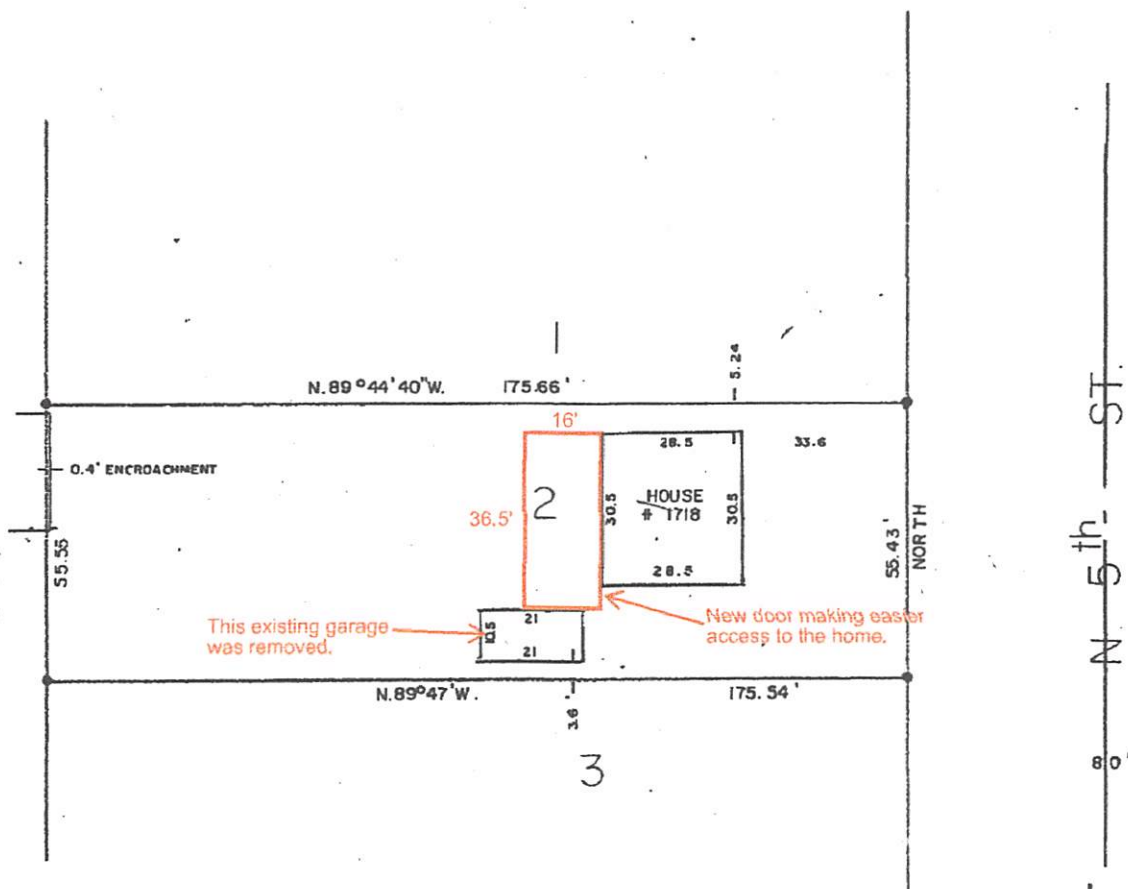 1
N. 89°44'40"W. 175.66'
5.24
16'
28.5
33.6
0.4' ENCROACHMENT
36.5'
2
30.5
HOUSE
# 1718
30.5
28.5
55.55
55.43'
NORTH
N 5th ST.
80'
This existing garage
was removed.
10.5
21
21
New door making easier
access to the home.
N.89°47'W. 175.54'
3.6
3